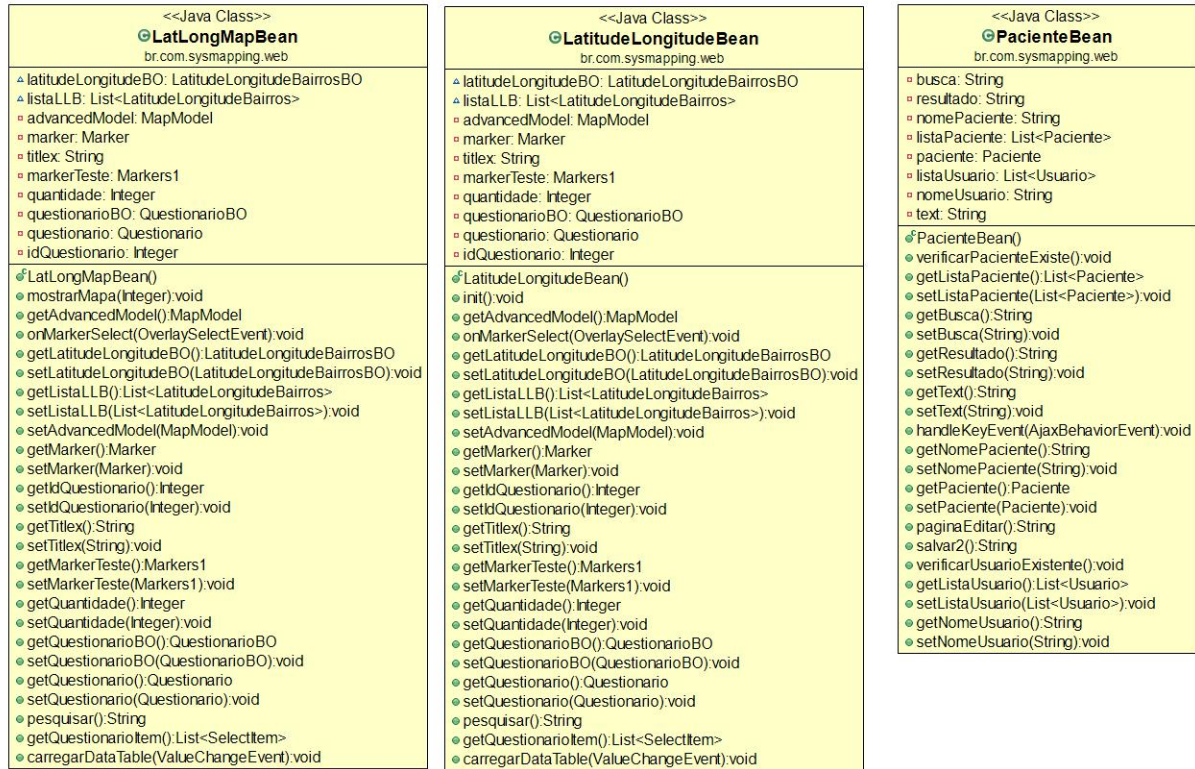 <<Java Class>>
LatLongMapBean
br.com.sysmapping.web
latitudeLongitudeBO: LatitudeLongitudeBairrosBO
listaLLB: List<LatitudeLongitudeBairros>
advancedModel: MapModel
marker: Marker
titlex: String
markerTeste: Markers1
quantidade: Integer
questionarioBO: QuestionarioBO
questionario: Questionario
idQuestionario: Integer
LatLongMapBean()
mostrarMapa(Integer):void
getAdvancedModel():MapModel
onMarkerSelect(OverlaySelectEvent):void
getLatitudeLongitudeBO():LatitudeLongitudeBairrosBO
setLatitudeLongitudeBO(LatitudeLongitudeBairrosBO):void
getListaLLB():List<LatitudeLongitudeBairros>
setListaLLB(List<LatitudeLongitudeBairros>):void
setAdvancedModel(MapModel):void
getMarker():Marker
setMarker(Marker):void
getIdQuestionario():Integer
setIdQuestionario(Integer):void
getTitlex():String
setTitlex(String):void
getMarkerTeste():Markers1
setMarkerTeste(Markers1):void
getQuantidade():Integer
setQuantidade(Integer):void
getQuestionarioBO():QuestionarioBO
setQuestionarioBO(QuestionarioBO):void
getQuestionario():Questionario
setQuestionario(Questionario):void
pesquisar():String
getQuestionarioItem():List<SelectItem>
carregarDataTable(ValueChangeEvent):void
<<Java Class>>
LatitudeLongitudeBean
br.com.sysmapping.web
latitudeLongitudeBO: LatitudeLongitudeBairrosBO
listaLLB: List<LatitudeLongitudeBairros>
advancedModel: MapModel
marker: Marker
titlex: String
markerTeste: Markers1
quantidade: Integer
questionarioBO: QuestionarioBO
questionario: Questionario
idQuestionario: Integer
LatitudeLongitudeBean()
init():void
getAdvancedModel():MapModel
onMarkerSelect(OverlaySelectEvent):void
getLatitudeLongitudeBO():LatitudeLongitudeBairrosBO
setLatitudeLongitudeBO(LatitudeLongitudeBairrosBO):void
getListaLLB():List<LatitudeLongitudeBairros>
setListaLLB(List<LatitudeLongitudeBairros>):void
setAdvancedModel(MapModel):void
getMarker():Marker
setMarker(Marker):void
getIdQuestionario():Integer
setIdQuestionario(Integer):void
getTitlex():String
setTitlex(String):void
getMarkerTeste():Markers1
setMarkerTeste(Markers1):void
getQuantidade():Integer
setQuantidade(Integer):void
getQuestionarioBO():QuestionarioBO
setQuestionarioBO(QuestionarioBO):void
getQuestionario():Questionario
setQuestionario(Questionario):void
pesquisar():String
getQuestionarioItem():List<SelectItem>
carregarDataTable(ValueChangeEvent):void
<<Java Class>>
PacienteBean
br.com.sysmapping.web
busca: String
resultado: String
nomePaciente: String
listaPaciente: List<Paciente>
paciente: Paciente
listaUsuario: List<Usuario>
nomeUsuario: String
text: String
PacienteBean()
verificarPacienteExiste():void
getListaPaciente():List<Paciente>
setListaPaciente(List<Paciente>):void
getBusca():String
setBusca(String):void
getResultado():String
setResultado(String):void
getText():String
setText(String):void
handleKeyEvent(AjaxBehaviorEvent):void
getNomePaciente():String
setNomePaciente(String):void
getPaciente():Paciente
setPaciente(Paciente):void
paginaEditar():String
salvar2():String
verificarUsuarioExistente():void
getListaUsuario():List<Usuario>
setListaUsuario(List<Usuario>):void
getNomeUsuario():String
setNomeUsuario(String):void